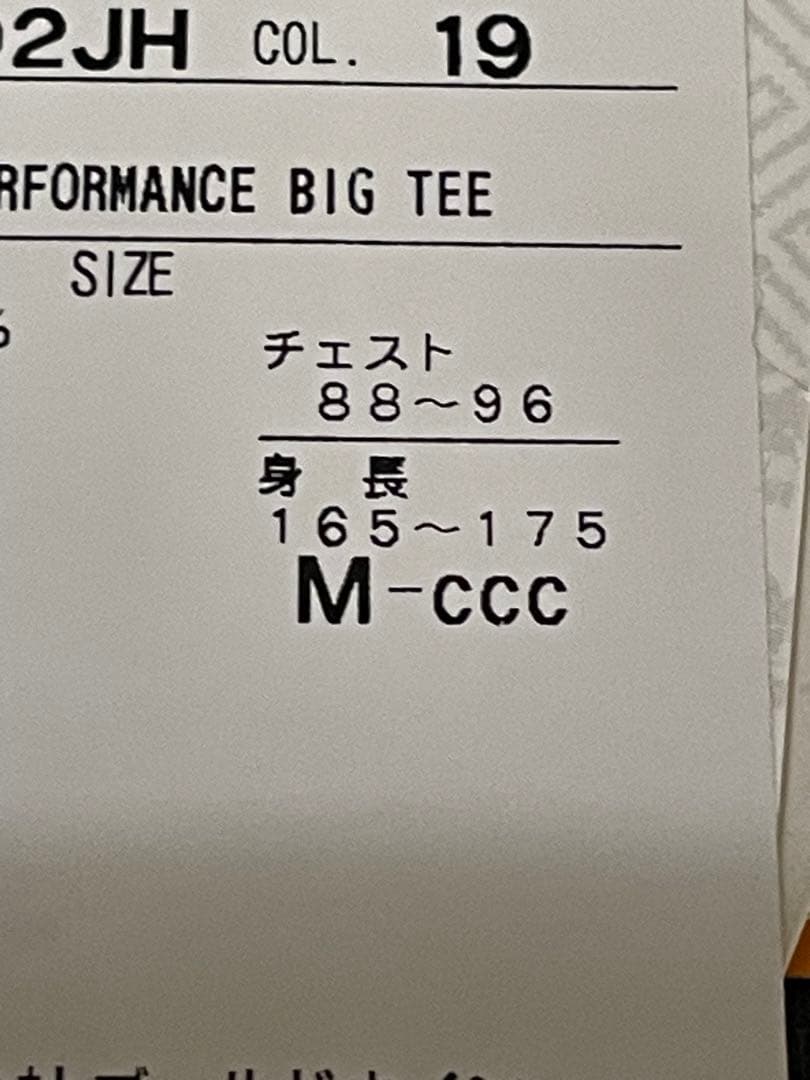 2JH COL. 19
RFORMANCE BIG TEE
SIZE
チェスト
88～96
身 長
165～175
M-CCC